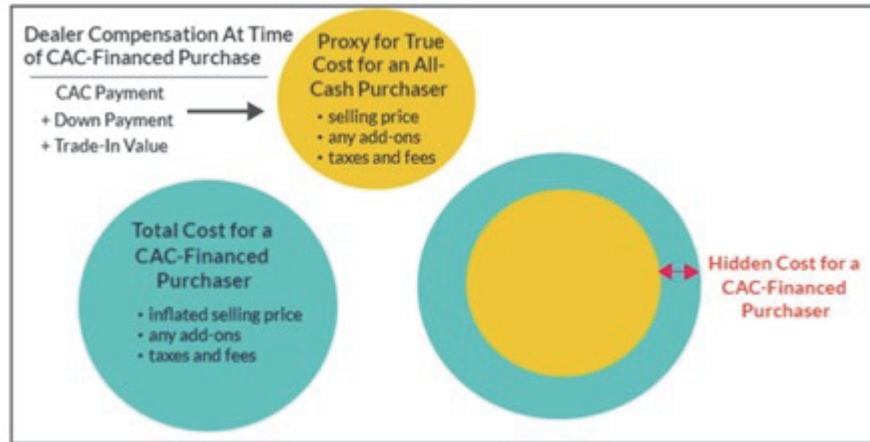 Dealer Compensation At Time
of CAC-Financed Purchase
CAC Payment
+ Down Payment
+ Trade-In Value
Proxy for True
Cost for an All-
Cash Purchaser
• selling price
• any add-ons
• taxes and fees
Total Cost for a
CAC-Financed
Purchaser
• inflated selling price
• any add-ons
• taxes and fees
Hidden Cost for a
CAC-Financed
Purchaser